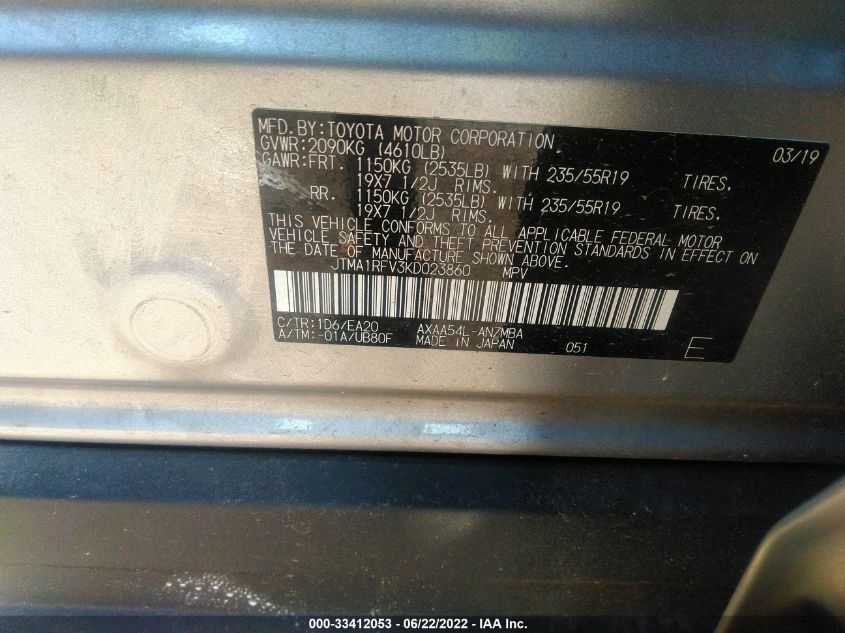 MFD.BY:TOYOTA MOTOR CORPORATION 03/19
GVWR:2090KG (4610LB)
GAWR:FRT. 1150KG (2535LB) WITH 235/55R19 TIRES,
19X7 1/2J RIMS.
RR. 1150KG (2535LB) WITH 235/55R19 TIRES,
19X7 1/2J RIMS.
THIS VEHICLE CONFORMS TO ALL APPLICABLE FEDERAL MOTOR
VEHICLE SAFETY AND THEFT PREVENTION STANDARDS IN EFFECT ON
THE DATE OF MANUFACTURE SHOWN ABOVE.
JTMA1RFV3KD023860 MPV
C/TR:1D6/EA20 AXAA54L-ANZMBA
A/TM:-01A/UB80F MADE IN JAPAN 051 E
000-33412053 - 06/22/2022 - IAA Inc.